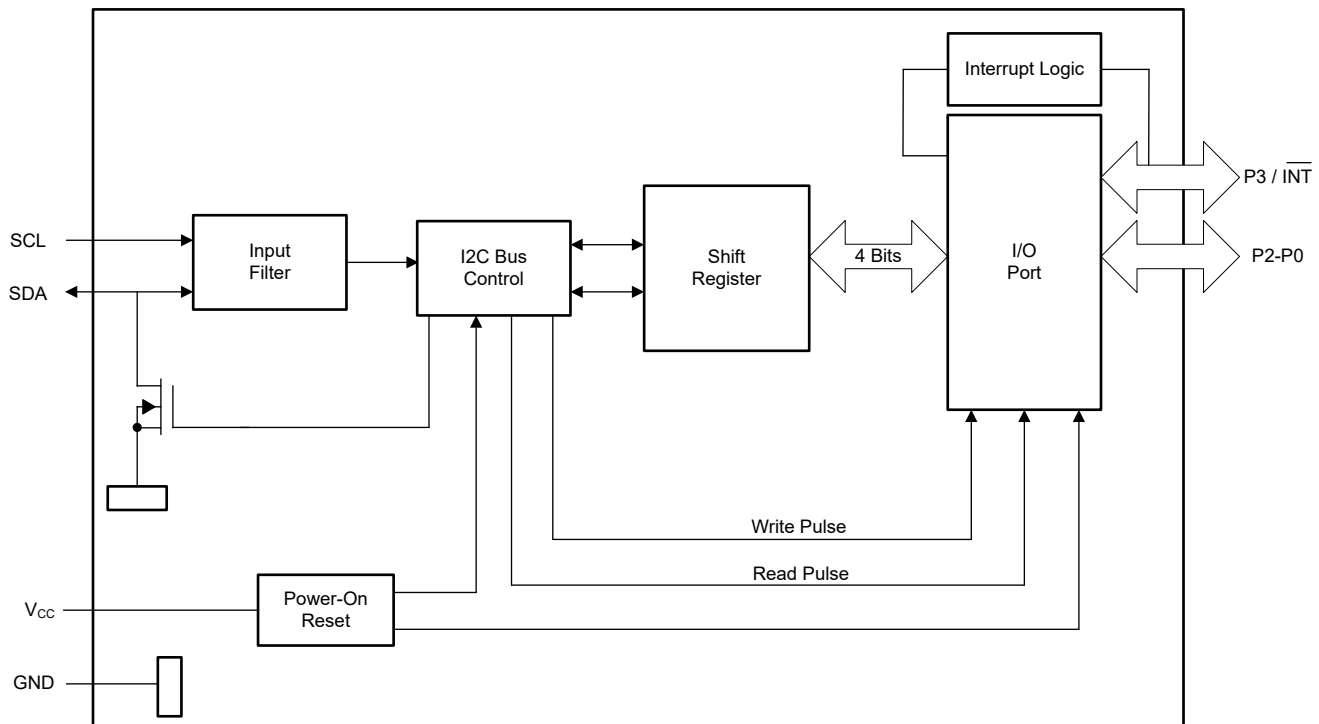 Interrupt Logic
P3 / INT
SCL
SDA
Input
Filter
I2C Bus
Control
Shift
Register
4 Bits
I/O
Port
P2-P0
Write Pulse
Read Pulse
VCC
Power-On
Reset
GND